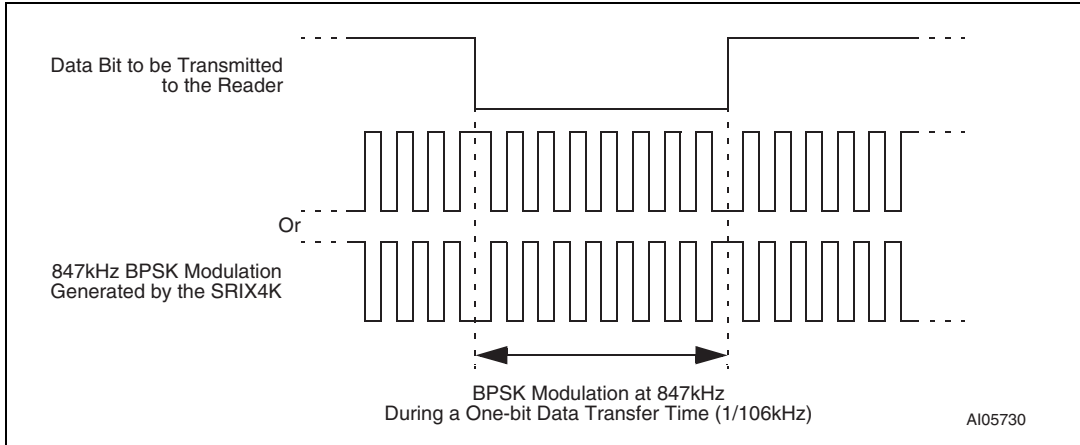 Data Bit to be Transmitted
to the Reader
Or
847kHz BPSK Modulation
Generated by the SRIX4K
BPSK Modulation at 847kHz
During a One-bit Data Transfer Time (1/106kHz)
AI05730